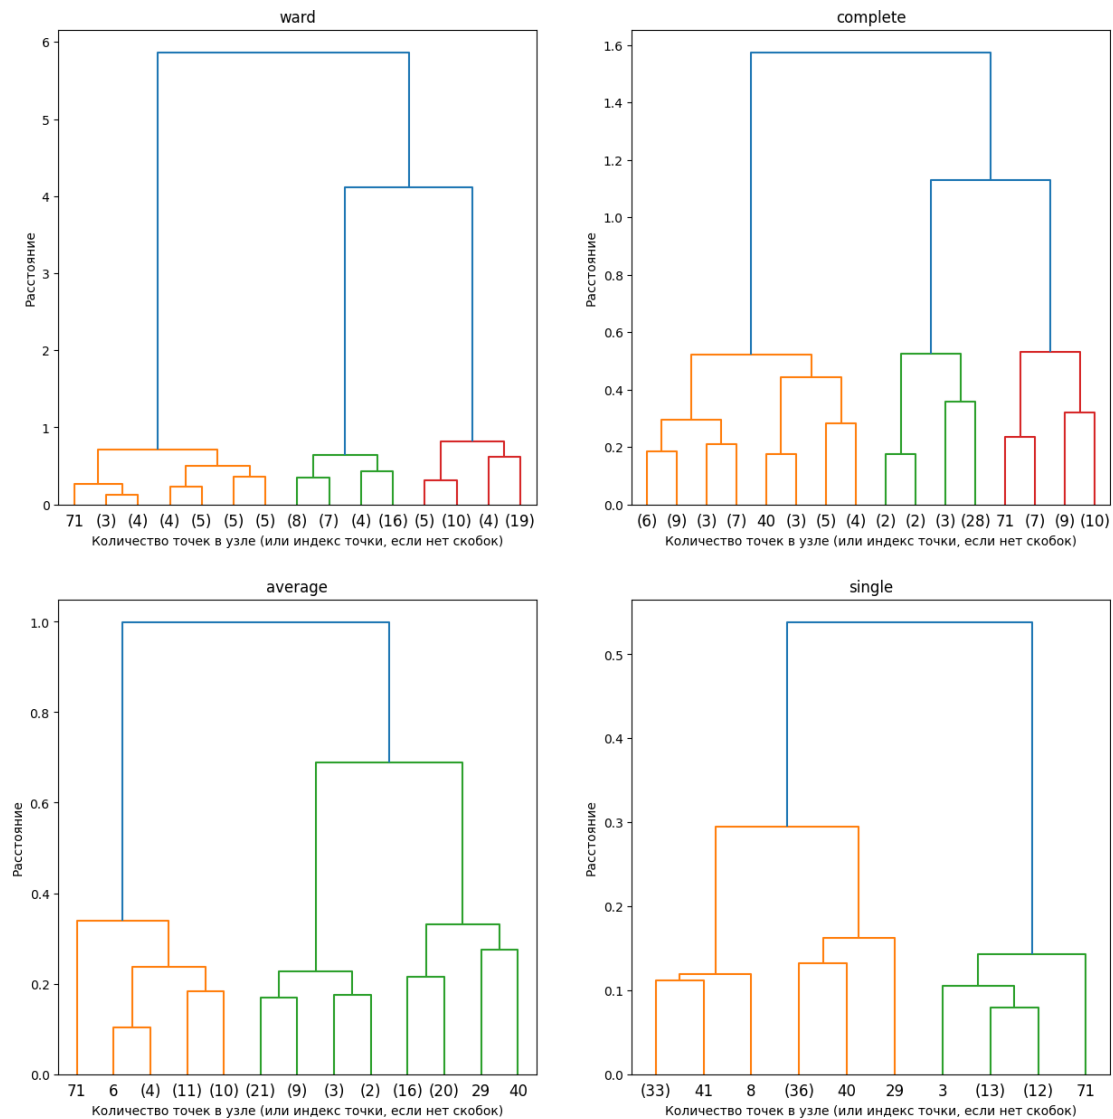 ward
6
5
4
3
2
1
0
Расстояние
71 (3) (4) (4) (5) (5) (5) (8) (7) (4) (16) (5) (10) (4) (19)
Количество точек в узле (или индекс точки, если нет скобок)
complete
1.6
1.4
1.2
1.0
0.8
0.6
0.4
0.2
0.0
Расстояние
(6) (9) (3) (7) 40 (3) (5) (4) (2) (2) (3) (28) 71 (7) (9) (10)
Количество точек в узле (или индекс точки, если нет скобок)
average
1.0
0.8
0.6
0.4
0.2
0.0
Расстояние
71 6 (4) (11) (10) (21) (9) (3) (2) (16) (20) 29 40
Количество точек в узле (или индекс точки, если нет скобок)
single
0.5
0.4
0.3
0.2
0.1
0.0
Расстояние
(33) 41 8 (36) 40 29 3 (13) (12) 71
Количество точек в узле (или индекс точки, если нет скобок)